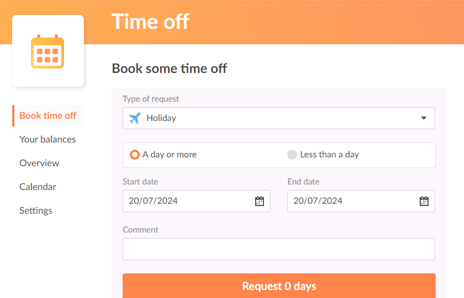 Time off
Book some time off
Book time off
Your balances
Overview
Calendar
Settings
Type of request
Holiday
A day or more
Less than a day
Start date
End date
20/07/2024
20/07/2024
Comment
Request 0 days